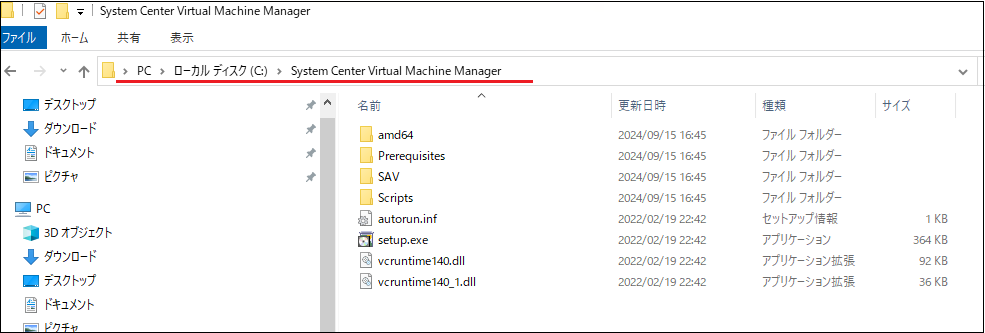 System Center Virtual Machine Manager
ファイル ホーム 共有 表示
PC ローカル ディスク (C:) System Center Virtual Machine Manager
デスクトップ
ダウンロード
ドキュメント
ピクチャ
PC
3D オブジェクト
ダウンロード
デスクトップ
ドキュメント
ピクチャ
名前 更新日時 種類 サイズ
amd64 2024/09/15 16:45 ファイル フォルダー
Prerequisites 2024/09/15 16:45 ファイル フォルダー
SAV 2024/09/15 16:45 ファイル フォルダー
Scripts 2024/09/15 16:45 ファイル フォルダー
autorun.inf 2022/02/19 22:42 セットアップ情報 1 KB
setup.exe 2022/02/19 22:42 アプリケーション 364 KB
vcruntime140.dll 2022/02/19 22:42 アプリケーション拡張 92 KB
vcruntime140_1.dll 2022/02/19 22:42 アプリケーション拡張 36 KB